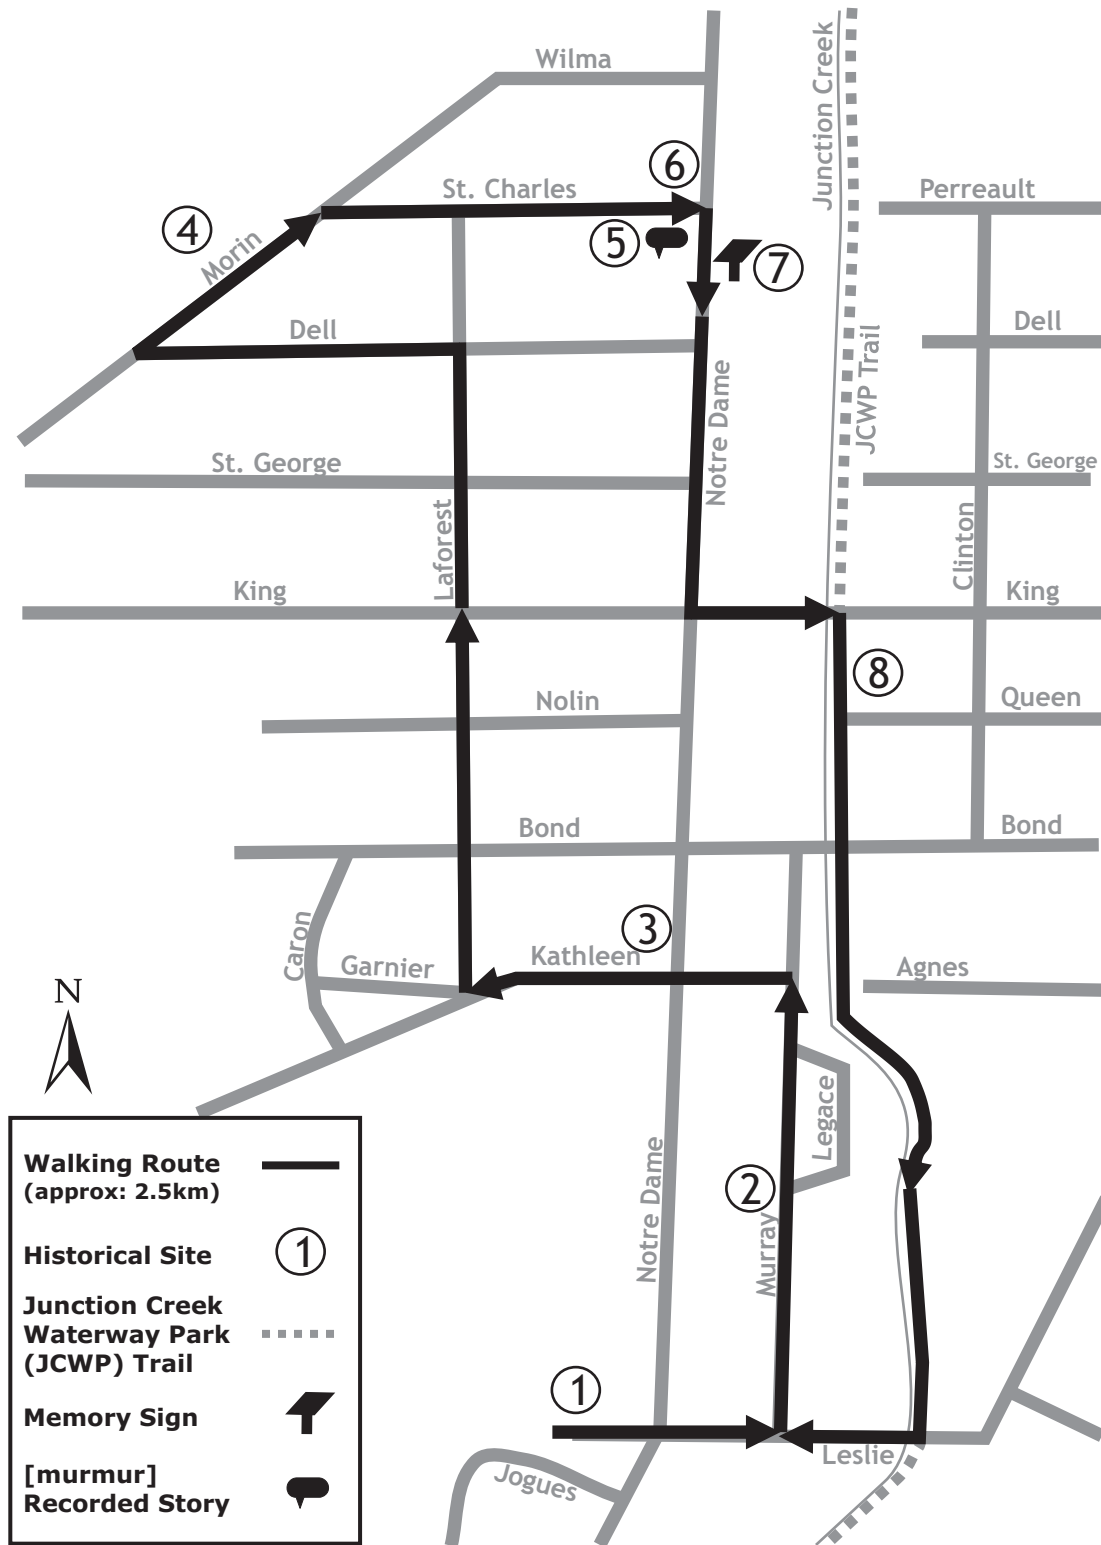 Wilma
Junction Creek
⑥
St. Charles
Perreault
④
Morin
⑤
⑦
Dell
Dell
JCWP Trail
Notre Dame
St. George
St. George
Laforest
Clinton
King
King
⑧
Nolin
Queen
Bond
Bond
Caron
③
Garnier
Kathleen
Agnes
N
Legace
Notre Dame
②
Murray
①
Leslie
Jogues
Walking Route
(approx: 2.5km)
Historical Site ①
Junction Creek
Waterway Park
(JCWP) Trail
Memory Sign
[murmur]
Recorded Story